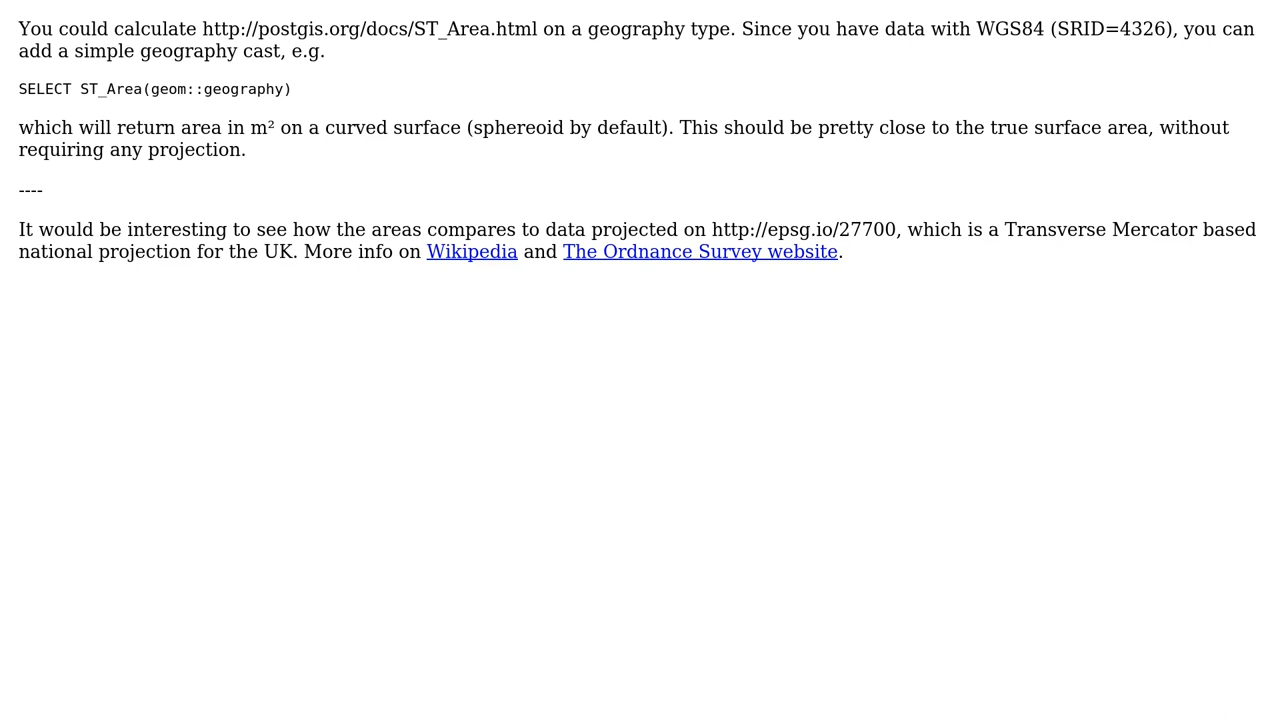 You could calculate http://postgis.org/docs/ST_Area.html on a geography type. Since you have data with WGS84 (SRID=4326), you can
add a simple geography cast, e.g.
SELECT ST_Area(geom::geography)
which will return area in m² on a curved surface (sphereoid by default). This should be pretty close to the true surface area, without
requiring any projection.
----
It would be interesting to see how the areas compares to data projected on http://epsg.io/27700, which is a Transverse Mercator based
national projection for the UK. More info on Wikipedia and The Ordnance Survey website.